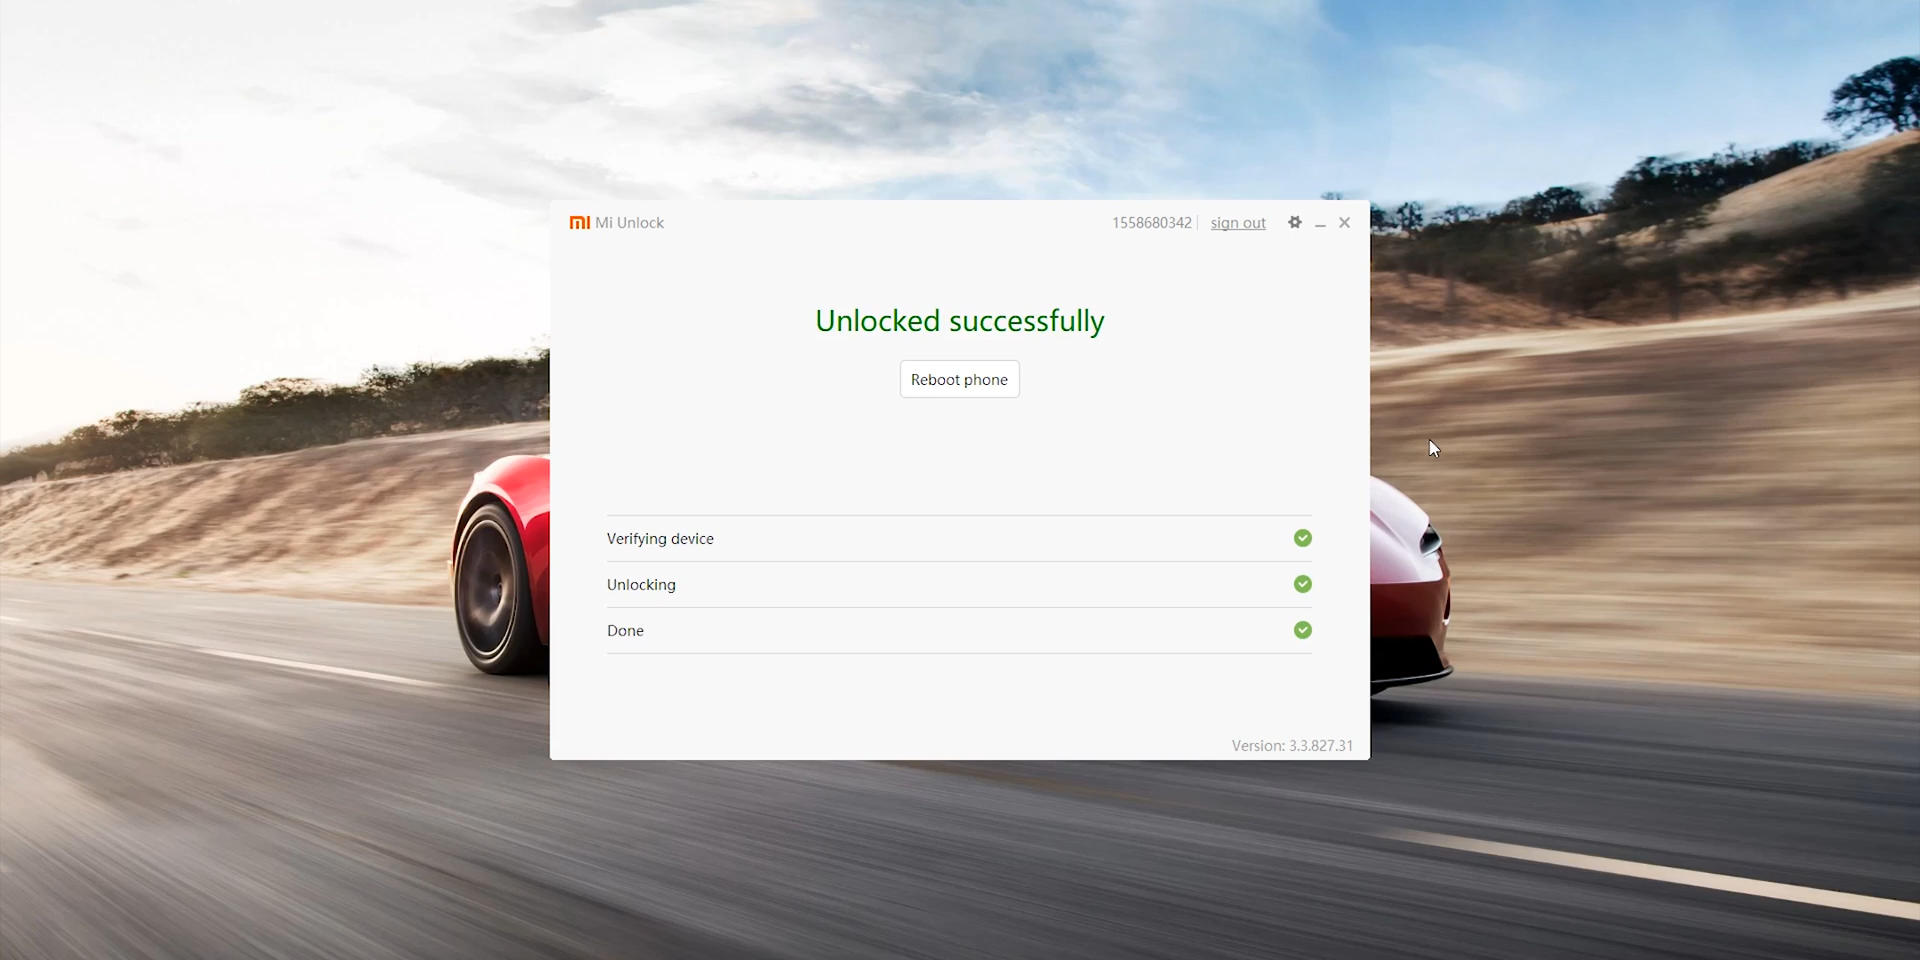 mi Mi Unlock 1558680342 sign out
Unlocked successfully
Reboot phone
Verifying device
Unlocking
Done
Version: 3.3.827.31